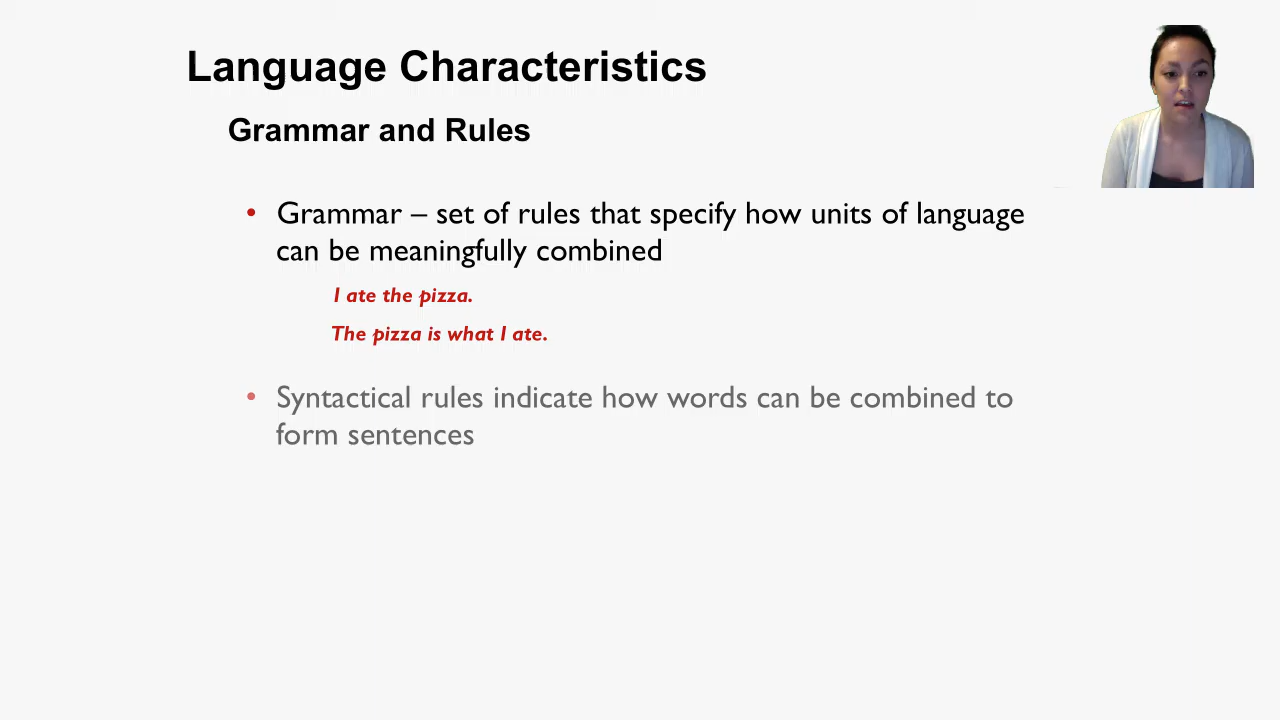 Language Characteristics
Grammar and Rules
• Grammar – set of rules that specify how units of language
can be meaningfully combined
I ate the pizza.
The pizza is what I ate.
• Syntactical rules indicate how words can be combined to
form sentences